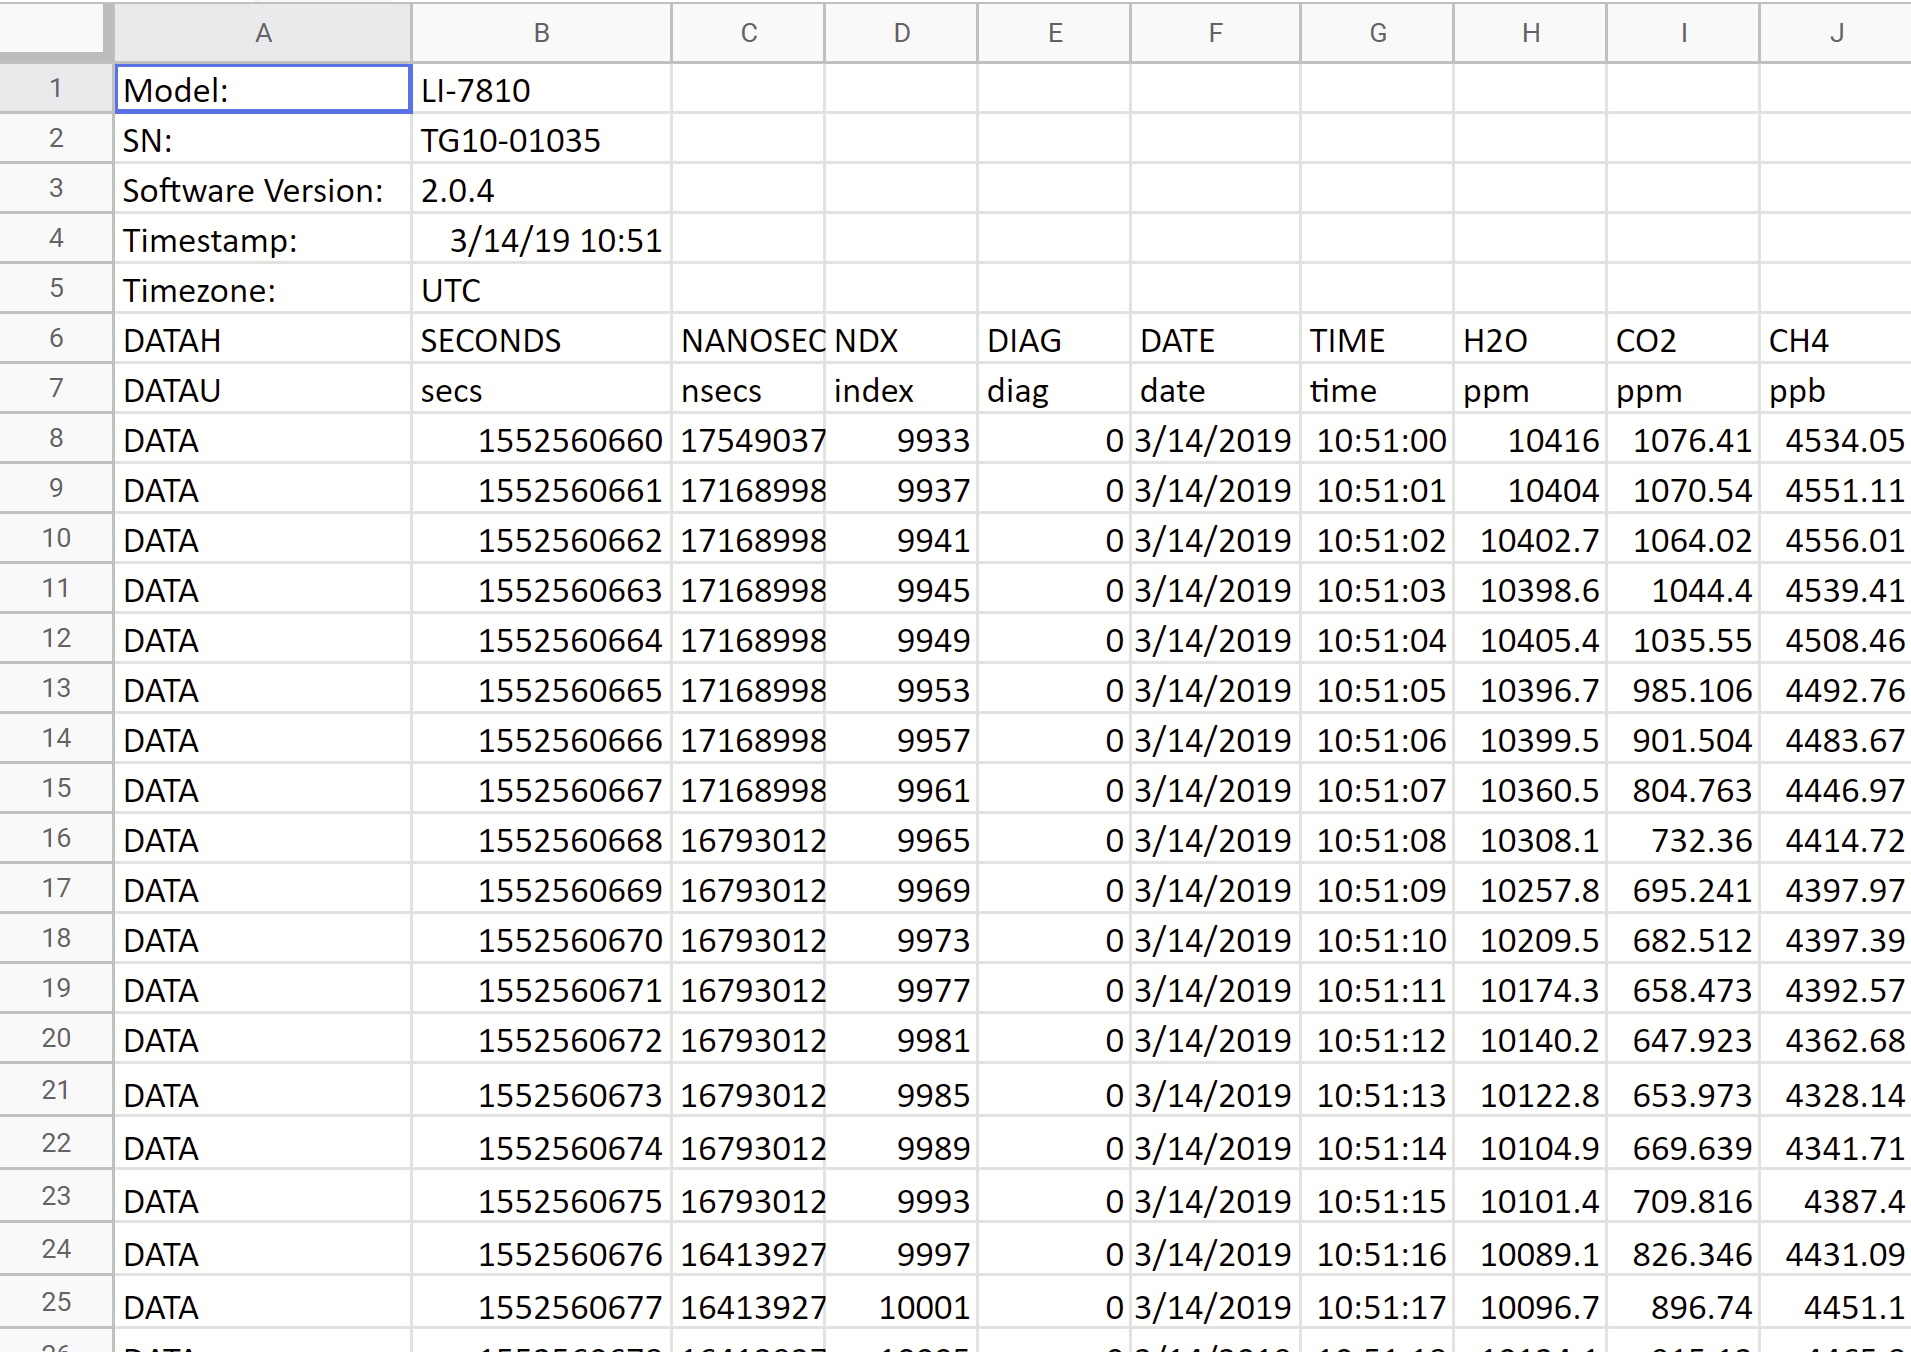 A B C D E F G H I J
1 Model: LI-7810
2 SN: TG10-01035
3 Software Version: 2.0.4
4 Timestamp: 3/14/19 10:51
5 Timezone: UTC
6 DATAH SECONDS NANOSEC NDX DIAG DATE TIME H2O CO2 CH4
7 DATAU secs nsecs index diag date time ppm ppm ppb
8 DATA 1552560660 17549037 9933 0 3/14/2019 10:51:00 10416 1076.41 4534.05
9 DATA 1552560661 17168998 9937 0 3/14/2019 10:51:01 10404 1070.54 4551.11
10 DATA 1552560662 17168998 9941 0 3/14/2019 10:51:02 10402.7 1064.02 4556.01
11 DATA 1552560663 17168998 9945 0 3/14/2019 10:51:03 10398.6 1044.4 4539.41
12 DATA 1552560664 17168998 9949 0 3/14/2019 10:51:04 10405.4 1035.55 4508.46
13 DATA 1552560665 17168998 9953 0 3/14/2019 10:51:05 10396.7 985.106 4492.76
14 DATA 1552560666 17168998 9957 0 3/14/2019 10:51:06 10399.5 901.504 4483.67
15 DATA 1552560667 17168998 9961 0 3/14/2019 10:51:07 10360.5 804.763 4446.97
16 DATA 1552560668 16793012 9965 0 3/14/2019 10:51:08 10308.1 732.36 4414.72
17 DATA 1552560669 16793012 9969 0 3/14/2019 10:51:09 10257.8 695.241 4397.97
18 DATA 1552560670 16793012 9973 0 3/14/2019 10:51:10 10209.5 682.512 4397.39
19 DATA 1552560671 16793012 9977 0 3/14/2019 10:51:11 10174.3 658.473 4392.57
20 DATA 1552560672 16793012 9981 0 3/14/2019 10:51:12 10140.2 647.923 4362.68
21 DATA 1552560673 16793012 9985 0 3/14/2019 10:51:13 10122.8 653.973 4328.14
22 DATA 1552560674 16793012 9989 0 3/14/2019 10:51:14 10104.9 669.639 4341.71
23 DATA 1552560675 16793012 9993 0 3/14/2019 10:51:15 10101.4 709.816 4387.4
24 DATA 1552560676 16413927 9997 0 3/14/2019 10:51:16 10089.1 826.346 4431.09
25 DATA 1552560677 16413927 10001 0 3/14/2019 10:51:17 10096.7 896.74 4451.1